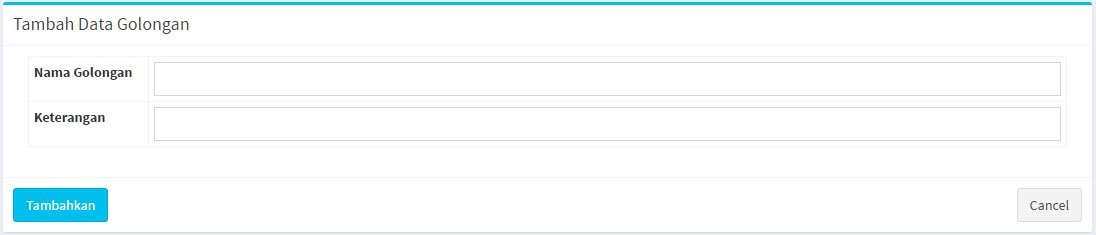 Tambah Data Golongan
Nama Golongan
Keterangan
Tambahkan
Cancel